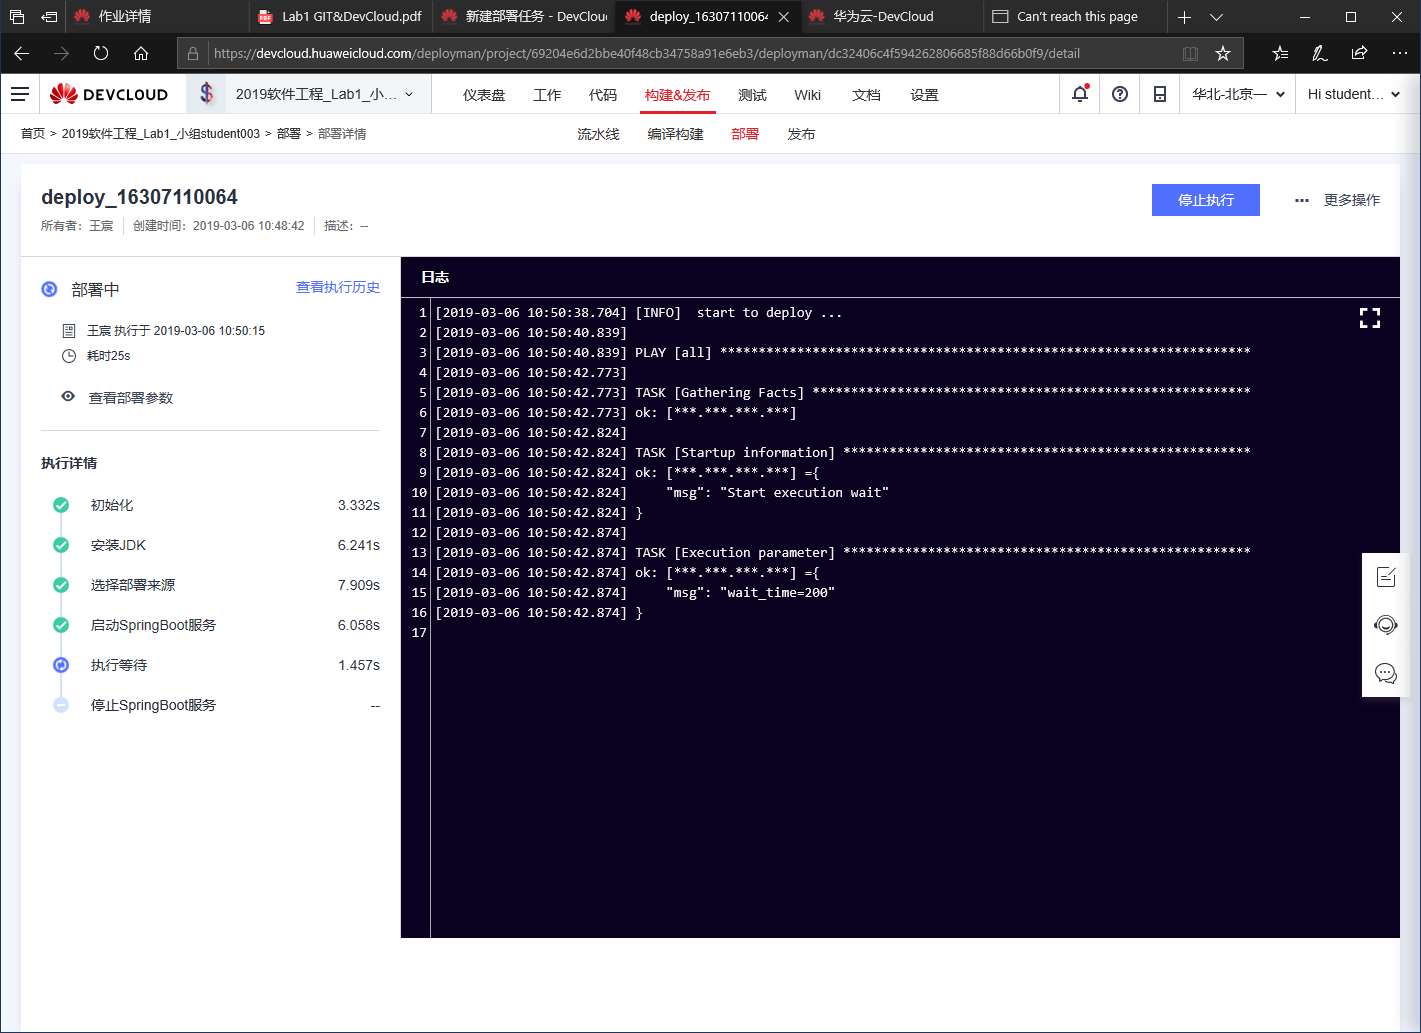 作业详情
Lab1 GIT&DevCloud.pdf
新建部署任务 - DevClou
deploy_16307110064
华为云-DevCloud
Can't reach this page
https://devcloud.huaweicloud.com/deployman/project/69204e6d2bbe40f48cb34758a91e6eb3/deployman/dc32406c4f594262806685f88d66b0f9/detail
DEVCLOUD
2019软件工程_Lab1_小...
仪表盘 工作 代码 构建&发布 测试 Wiki 文档 设置
华北-北京一
Hi student...
首页 > 2019软件工程_Lab1_小组student003 > 部署 > 部署详情
流水线 编译构建 部署 发布
deploy_16307110064
停止执行
... 更多操作
所有者：王宸 创建时间：2019-03-06 10:48:42 描述：--
部署中
查看执行历史
王宸 执行于 2019-03-06 10:50:15
耗时25s
查看部署参数
执行详情
初始化 3.332s
安装JDK 6.241s
选择部署来源 7.909s
启动SpringBoot服务 6.058s
执行等待 1.457s
停止SpringBoot服务 --
日志
1 [2019-03-06 10:50:38.704] [INFO]  start to deploy ...
2 [2019-03-06 10:50:40.839]
3 [2019-03-06 10:50:40.839] PLAY [all] *********************************************************************
4 [2019-03-06 10:50:42.773]
5 [2019-03-06 10:50:42.773] TASK [Gathering Facts] *********************************************************
6 [2019-03-06 10:50:42.773] ok: [***.***.***.***]
7 [2019-03-06 10:50:42.824]
8 [2019-03-06 10:50:42.824] TASK [Startup information] *****************************************************
9 [2019-03-06 10:50:42.824] ok: [***.***.***.***] ={
10 [2019-03-06 10:50:42.824]     "msg": "Start execution wait"
11 [2019-03-06 10:50:42.824] }
12 [2019-03-06 10:50:42.874]
13 [2019-03-06 10:50:42.874] TASK [Execution parameter] *****************************************************
14 [2019-03-06 10:50:42.874] ok: [***.***.***.***] ={
15 [2019-03-06 10:50:42.874]     "msg": "wait_time=200"
16 [2019-03-06 10:50:42.874] }
17